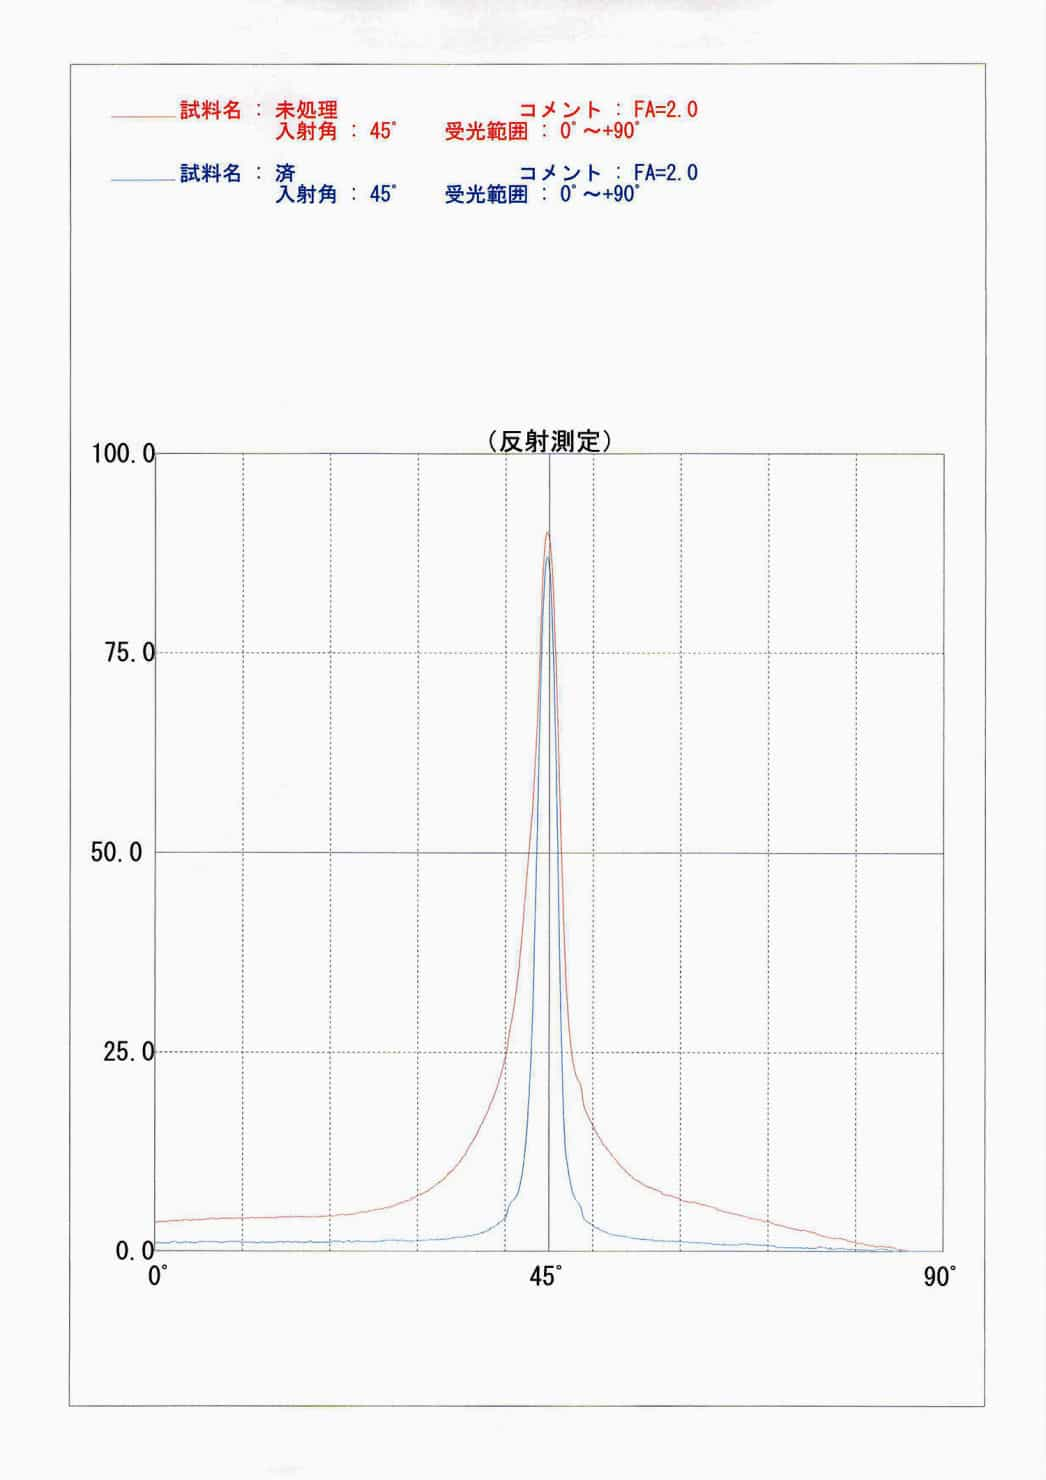 試料名 : 未処理 コメント : FA=2.0
入射角 : 45° 受光範囲 : 0°～+90°
試料名 : 済 コメント : FA=2.0
入射角 : 45° 受光範囲 : 0°～+90°
(反射測定)
100.0
75.0
50.0
25.0
0.0
0° 45° 90°